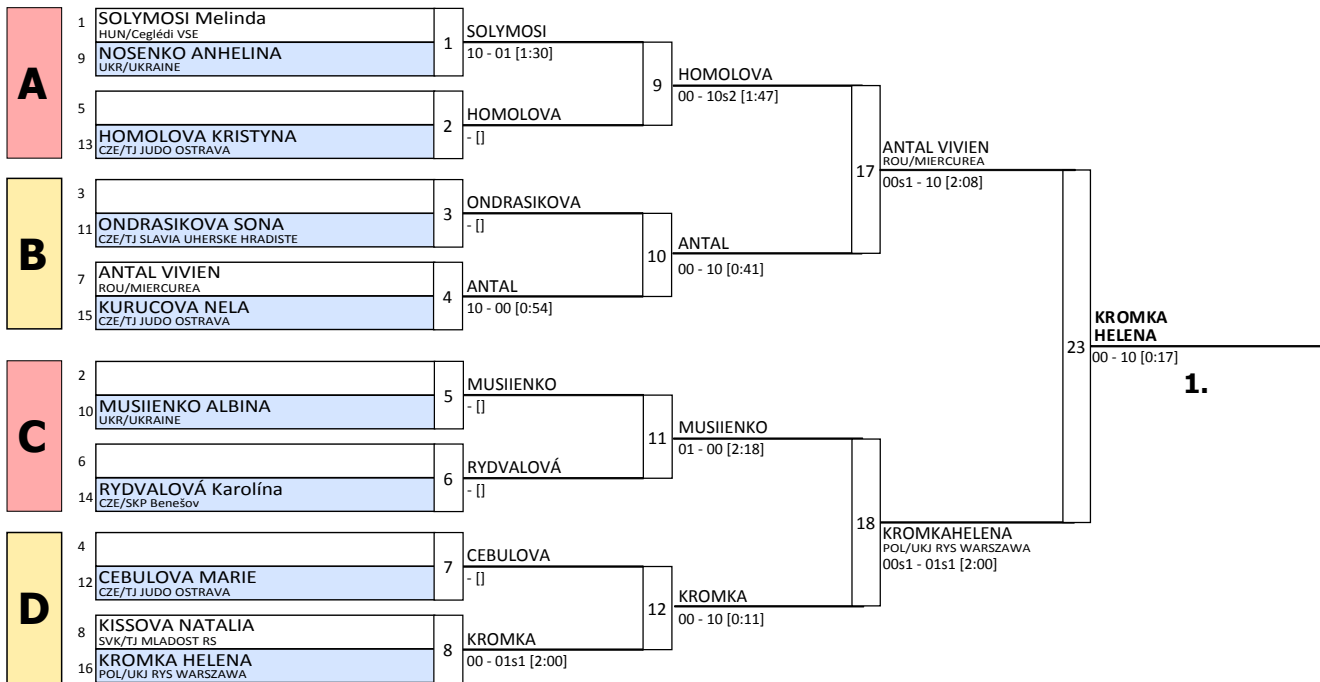 A
1
SOLYMOSI Melinda
HUN/Ceglédi VSE
9
NOSENKO ANHELINA
UKR/UKRAINE
1
SOLYMOSI
10 - 01 [1:30]
5
13
HOMOLOVA KRISTYNA
CZE/TJ JUDO OSTRAVA
2
HOMOLOVA
- []
9
HOMOLOVA
00 - 10s2 [1:47]
B
3
11
ONDRASIKOVA SONA
CZE/TJ SLAVIA UHERSKE HRADISTE
3
ONDRASIKOVA
- []
7
ANTAL VIVIEN
ROU/MIERCUREA
15
KURUCOVA NELA
CZE/TJ JUDO OSTRAVA
4
ANTAL
10 - 00 [0:54]
10
ANTAL
00 - 10 [0:41]
17
ANTAL VIVIEN
ROU/MIERCUREA
00s1 - 10 [2:08]
C
2
10
MUSIIENKO ALBINA
UKR/UKRAINE
5
MUSIIENKO
- []
6
14
RYDVALOVÁ Karolína
CZE/SKP Benešov
6
RYDVALOVÁ
- []
11
MUSIIENKO
01 - 00 [2:18]
D
4
12
CEBULOVA MARIE
CZE/TJ JUDO OSTRAVA
7
CEBULOVA
- []
8
KISSOVA NATALIA
SVK/TJ MLADOST RS
16
KROMKA HELENA
POL/UKJ RYS WARSZAWA
8
KROMKA
00 - 01s1 [2:00]
12
KROMKA
00 - 10 [0:11]
18
KROMKAHELENA
POL/UKJ RYS WARSZAWA
00s1 - 01s1 [2:00]
23
KROMKA
HELENA
00 - 10 [0:17]
1.